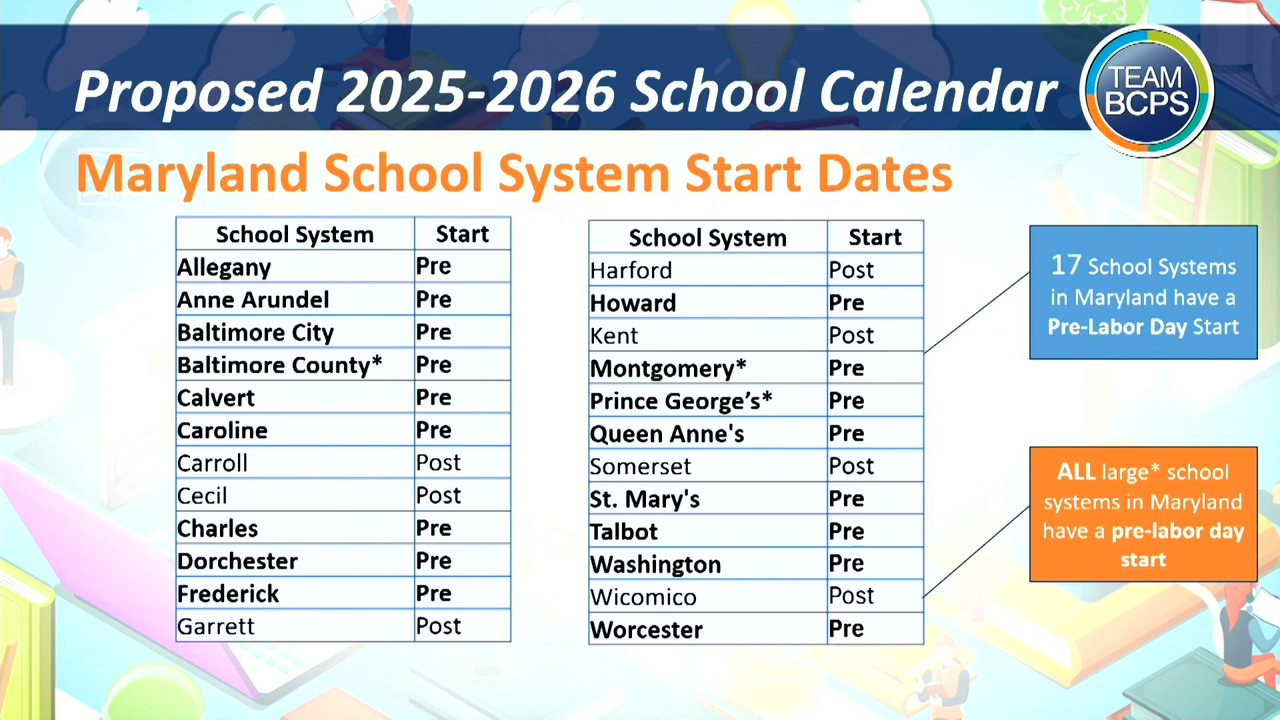 Proposed 2025-2026 School Calendar
TEAM
BCPS
Maryland School System Start Dates
School System Start
Allegany Pre
Anne Arundel Pre
Baltimore City Pre
Baltimore County* Pre
Calvert Pre
Caroline Pre
Carroll Post
Cecil Post
Charles Pre
Dorchester Pre
Frederick Pre
Garrett Post
School System Start
Harford Post
Howard Pre
Kent Post
Montgomery* Pre
Prince George’s* Pre
Queen Anne's Pre
Somerset Post
St. Mary's Pre
Talbot Pre
Washington Pre
Wicomico Post
Worcester Pre
17 School Systems
in Maryland have a
Pre-Labor Day Start
ALL large* school
systems in Maryland
have a pre-labor day
start